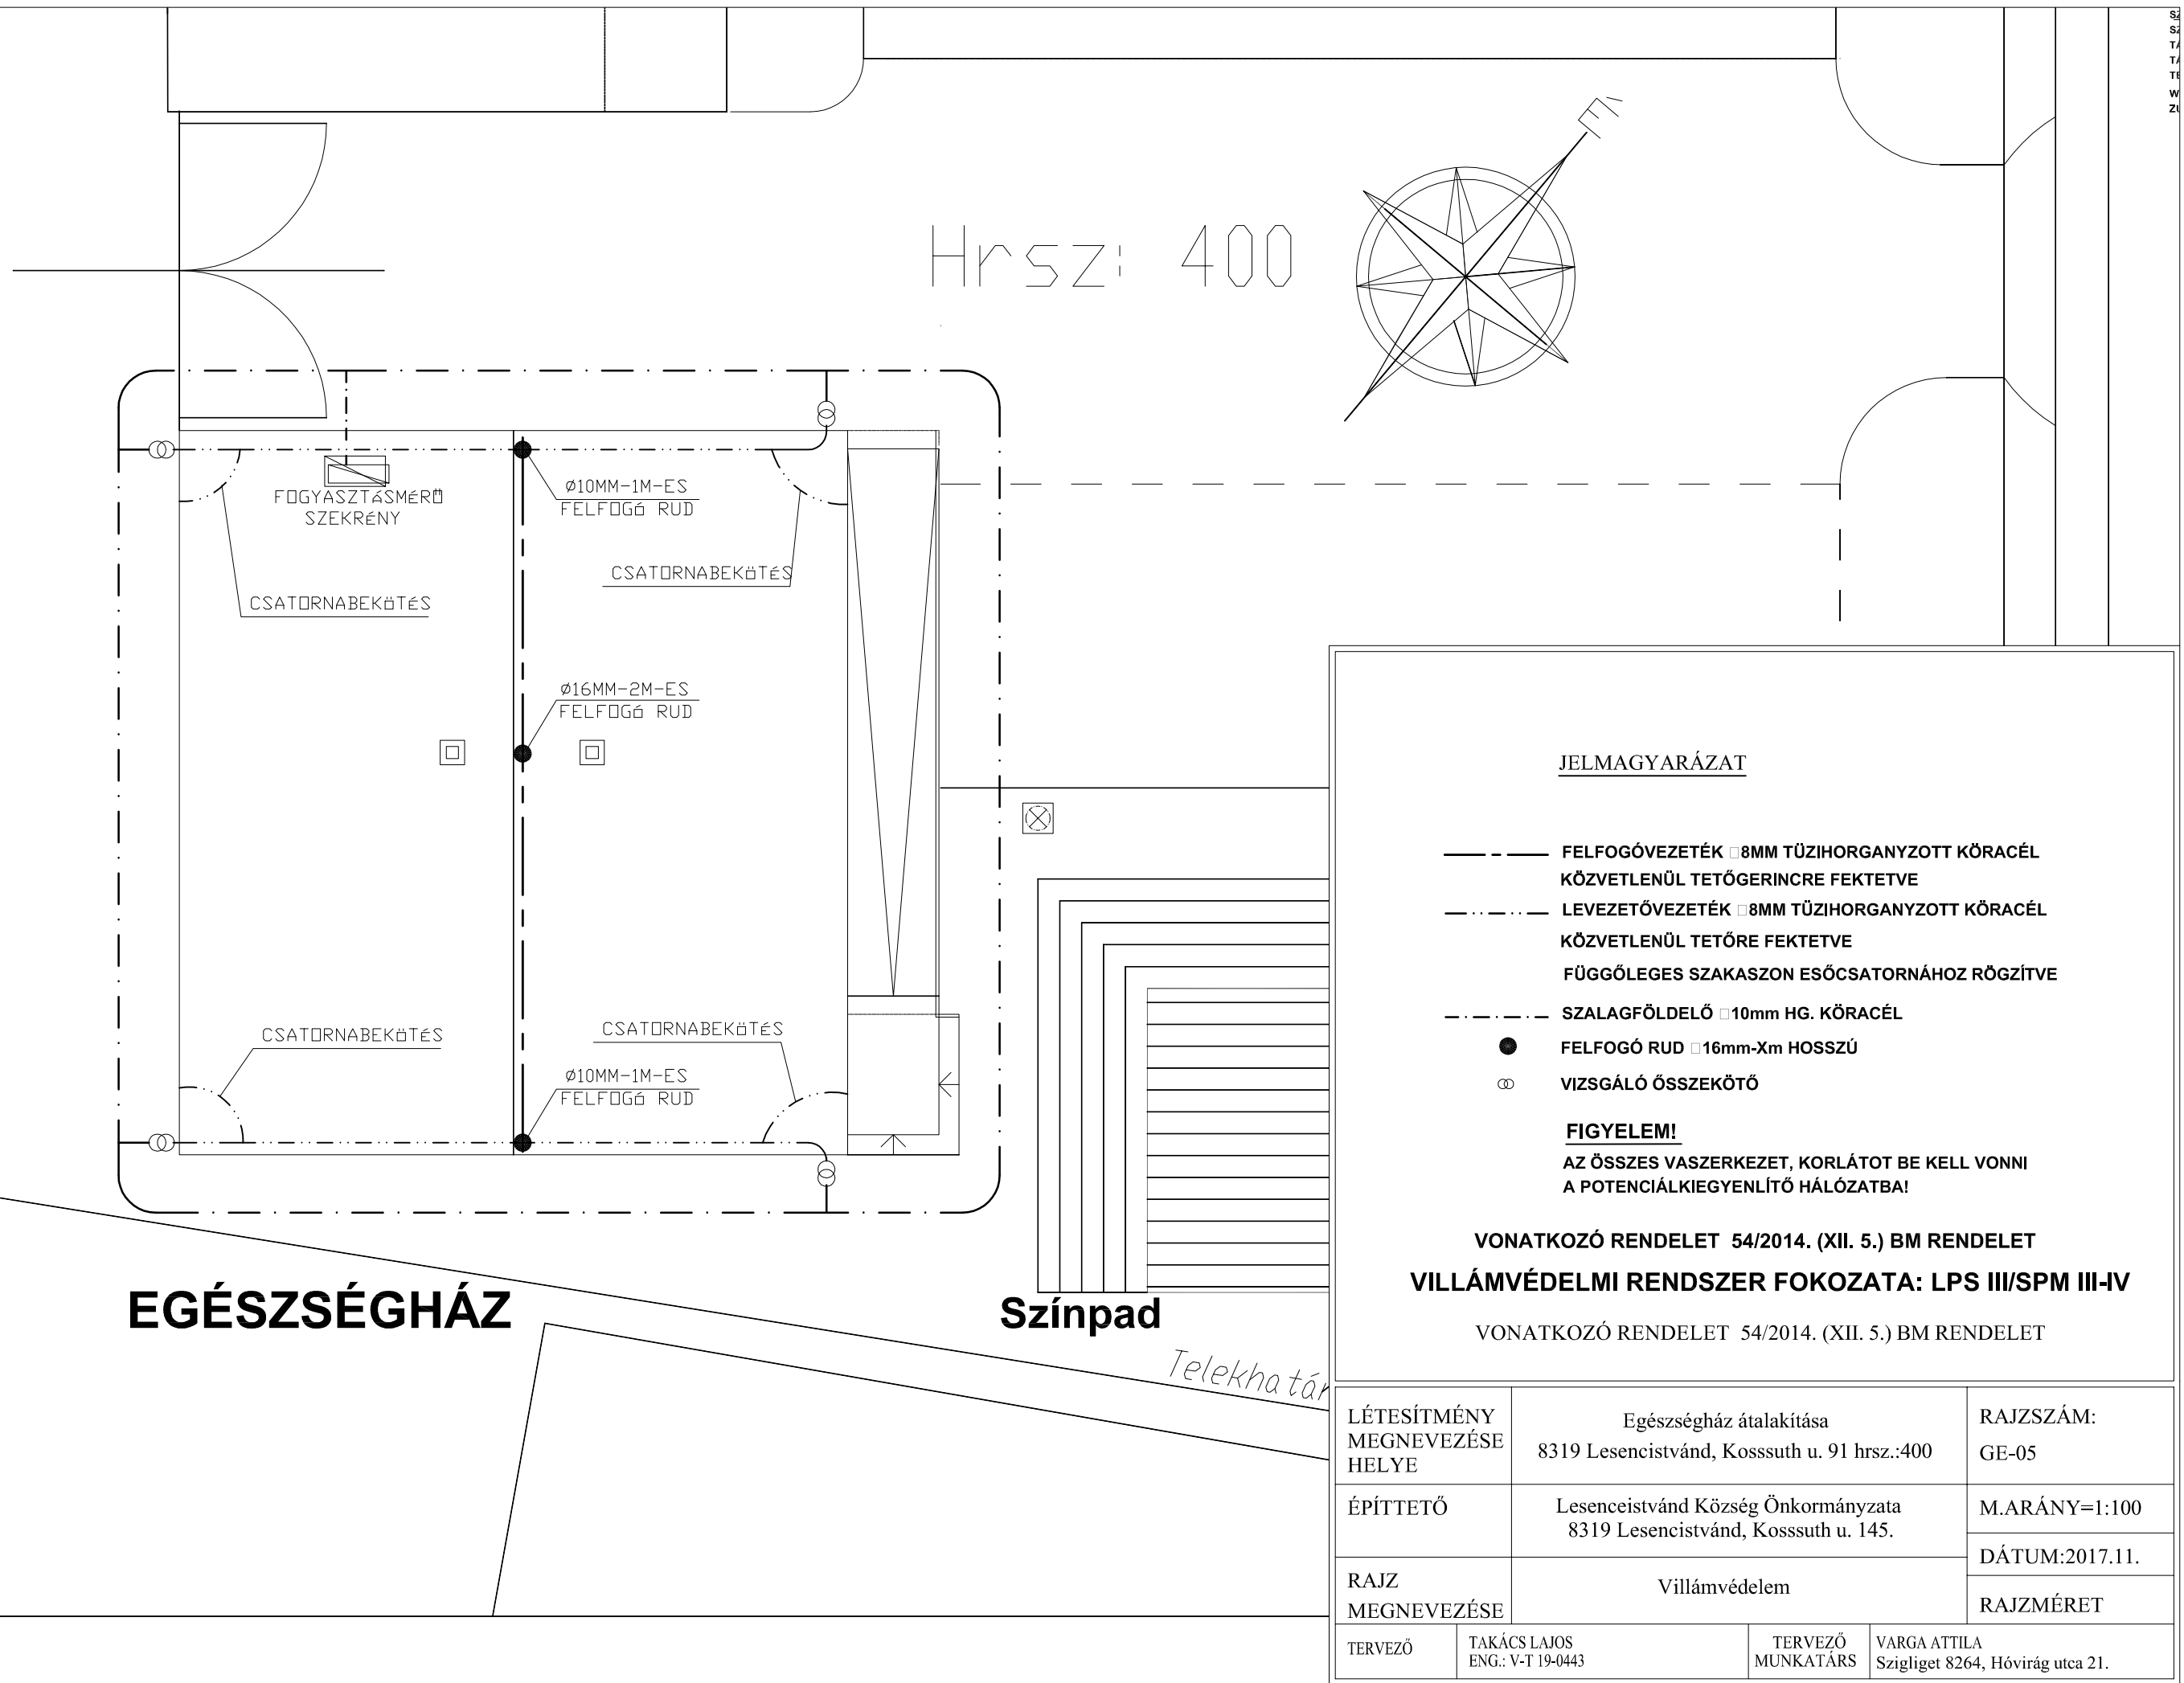 ÉK
Hrsz: 400
FOGYASZTÁSMÉRŐ
SZEKRÉNY
Ø10MM-1M-ES
FELFOGÓ RUD
CSATORNABEKÖTÉS
CSATORNABEKÖTÉS
Ø16MM-2M-ES
FELFOGÓ RUD
CSATORNABEKÖTÉS
CSATORNABEKÖTÉS
Ø10MM-1M-ES
FELFOGÓ RUD
EGÉSZSÉGHÁZ
Színpad
Telekhatár
JELMAGYARÁZAT
FELFOGÓVEZETÉK □8MM TÜZIHORGANYZOTT KÖRACÉL
KÖZVETLENÜL TETŐGERINCRE FEKTETVE
LEVEZETŐVEZETÉK □8MM TÜZIHORGANYZOTT KÖRACÉL
KÖZVETLENÜL TETŐRE FEKTETVE
FÜGGŐLEGES SZAKASZON ESŐCSATORNÁHOZ RÖGZÍTVE
SZALAGFÖLDELŐ □10mm HG. KÖRACÉL
FELFOGÓ RUD □16mm-Xm HOSSZÚ
VIZSGÁLÓ ŐSSZEKÖTŐ
FIGYELEM!
AZ ÖSSZES VASZERKEZET, KORLÁTOT BE KELL VONNI
A POTENCIÁLKIEGYENLÍTŐ HÁLÓZATBA!
VONATKOZÓ RENDELET 54/2014. (XII. 5.) BM RENDELET
VILLÁMVÉDELMI RENDSZER FOKOZATA: LPS III/SPM III-IV
VONATKOZÓ RENDELET 54/2014. (XII. 5.) BM RENDELET
LÉTESÍTMÉNY
MEGNEVEZÉSE
HELYE
Egészségház átalakítása
8319 Lesencistvánd, Kosssuth u. 91 hrsz.:400
RAJZSZÁM:
GE-05
ÉPÍTTETŐ
Lesenceistvánd Község Önkormányzata
8319 Lesencistvánd, Kosssuth u. 145.
M.ARÁNY=1:100
DÁTUM:2017.11.
RAJZ
MEGNEVEZÉSE
Villámvédelem
RAJZMÉRET
TERVEZŐ
TAKÁCS LAJOS
ENG.: V-T 19-0443
TERVEZŐ
MUNKATÁRS
VARGA ATTILA
Szigliget 8264, Hóvirág utca 21.